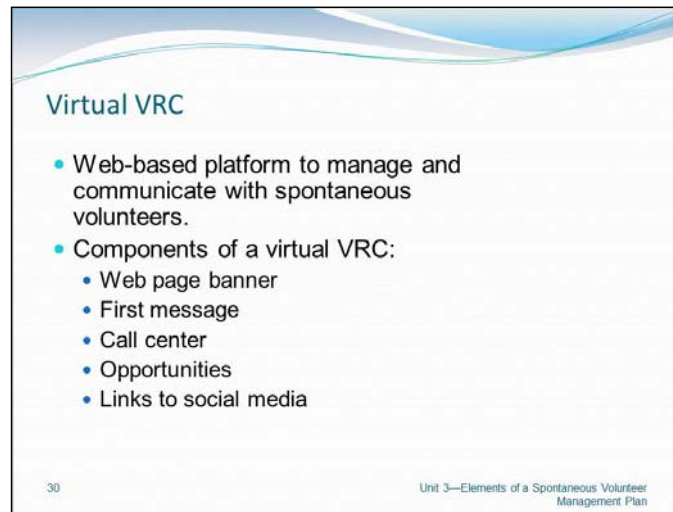 Virtual VRC
• Web-based platform to manage and
communicate with spontaneous
volunteers.
• Components of a virtual VRC:
• Web page banner
• First message
• Call center
• Opportunities
• Links to social media
30
Unit 3—Elements of a Spontaneous Volunteer
Management Plan